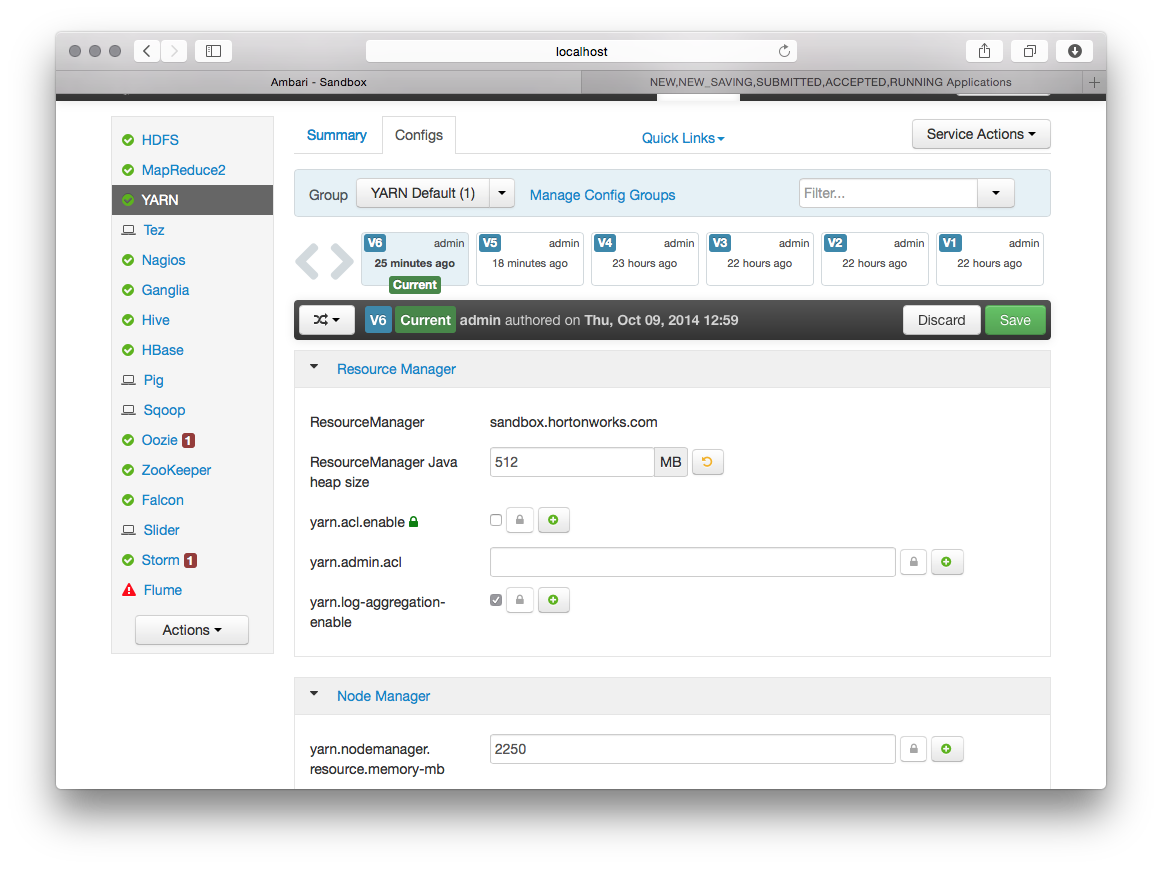 localhost
Ambari - Sandbox
NEW,NEW_SAVING,SUBMITTED,ACCEPTED,RUNNING Applications
HDFS
MapReduce2
YARN
Tez
Nagios
Ganglia
Hive
HBase
Pig
Sqoop
Oozie 1
ZooKeeper
Falcon
Slider
Storm 1
Flume
Actions
Summary
Configs
Quick Links
Service Actions
Group
YARN Default (1)
Manage Config Groups
Filter...
V6 admin
25 minutes ago
Current
V5 admin
18 minutes ago
V4 admin
23 hours ago
V3 admin
22 hours ago
V2 admin
22 hours ago
V1 admin
22 hours ago
V6 Current admin authored on Thu, Oct 09, 2014 12:59
Discard
Save
Resource Manager
ResourceManager
sandbox.hortonworks.com
ResourceManager Java
heap size
512 MB
yarn.acl.enable
yarn.admin.acl
yarn.log-aggregation-
enable
Node Manager
yarn.nodemanager.
resource.memory-mb
2250